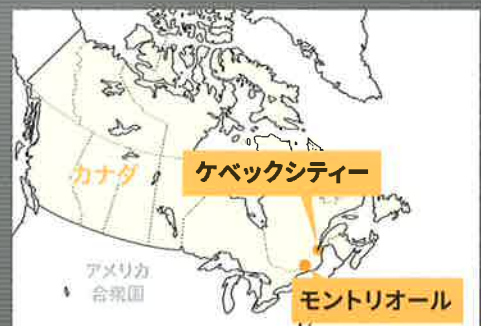 ケベックシティー
カナダ
アメリカ
合衆国
モントリオール